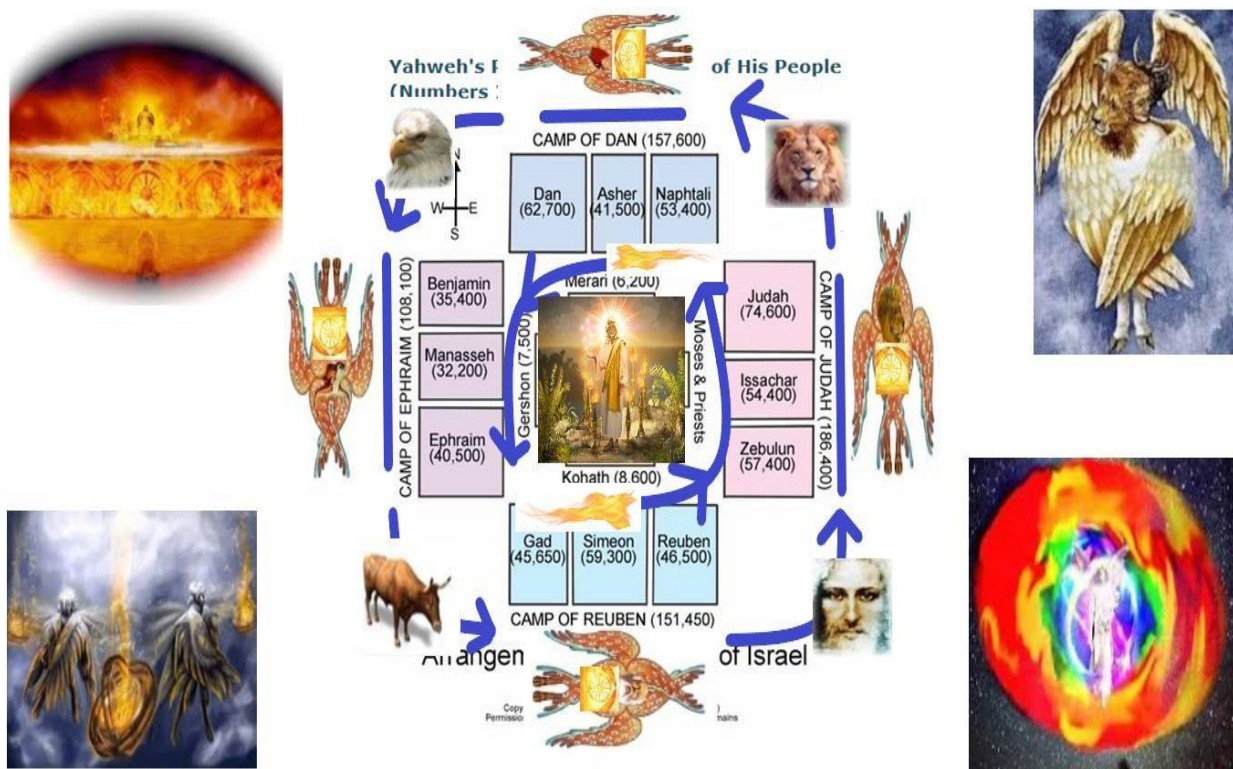 Yahweh's of His People
(Numbers
CAMP OF DAN (157,600)
Dan
(62,700)
Asher
(41,500)
Naphtali
(53,400)
N
W E
S
CAMP OF EPHRAIM (108,100)
Benjamin
(35,400)
Manasseh
(32,200)
Ephraim
(40,500)
Gershon (7,500)
Merari (6,200)
Moses & Priests
Kohath (8,600)
Judah
(74,600)
Issachar
(54,400)
Zebulun
(57,400)
CAMP OF JUDAH (186,400)
Gad
(45,650)
Simeon
(59,300)
Reuben
(46,500)
CAMP OF REUBEN (151,450)
of Israel